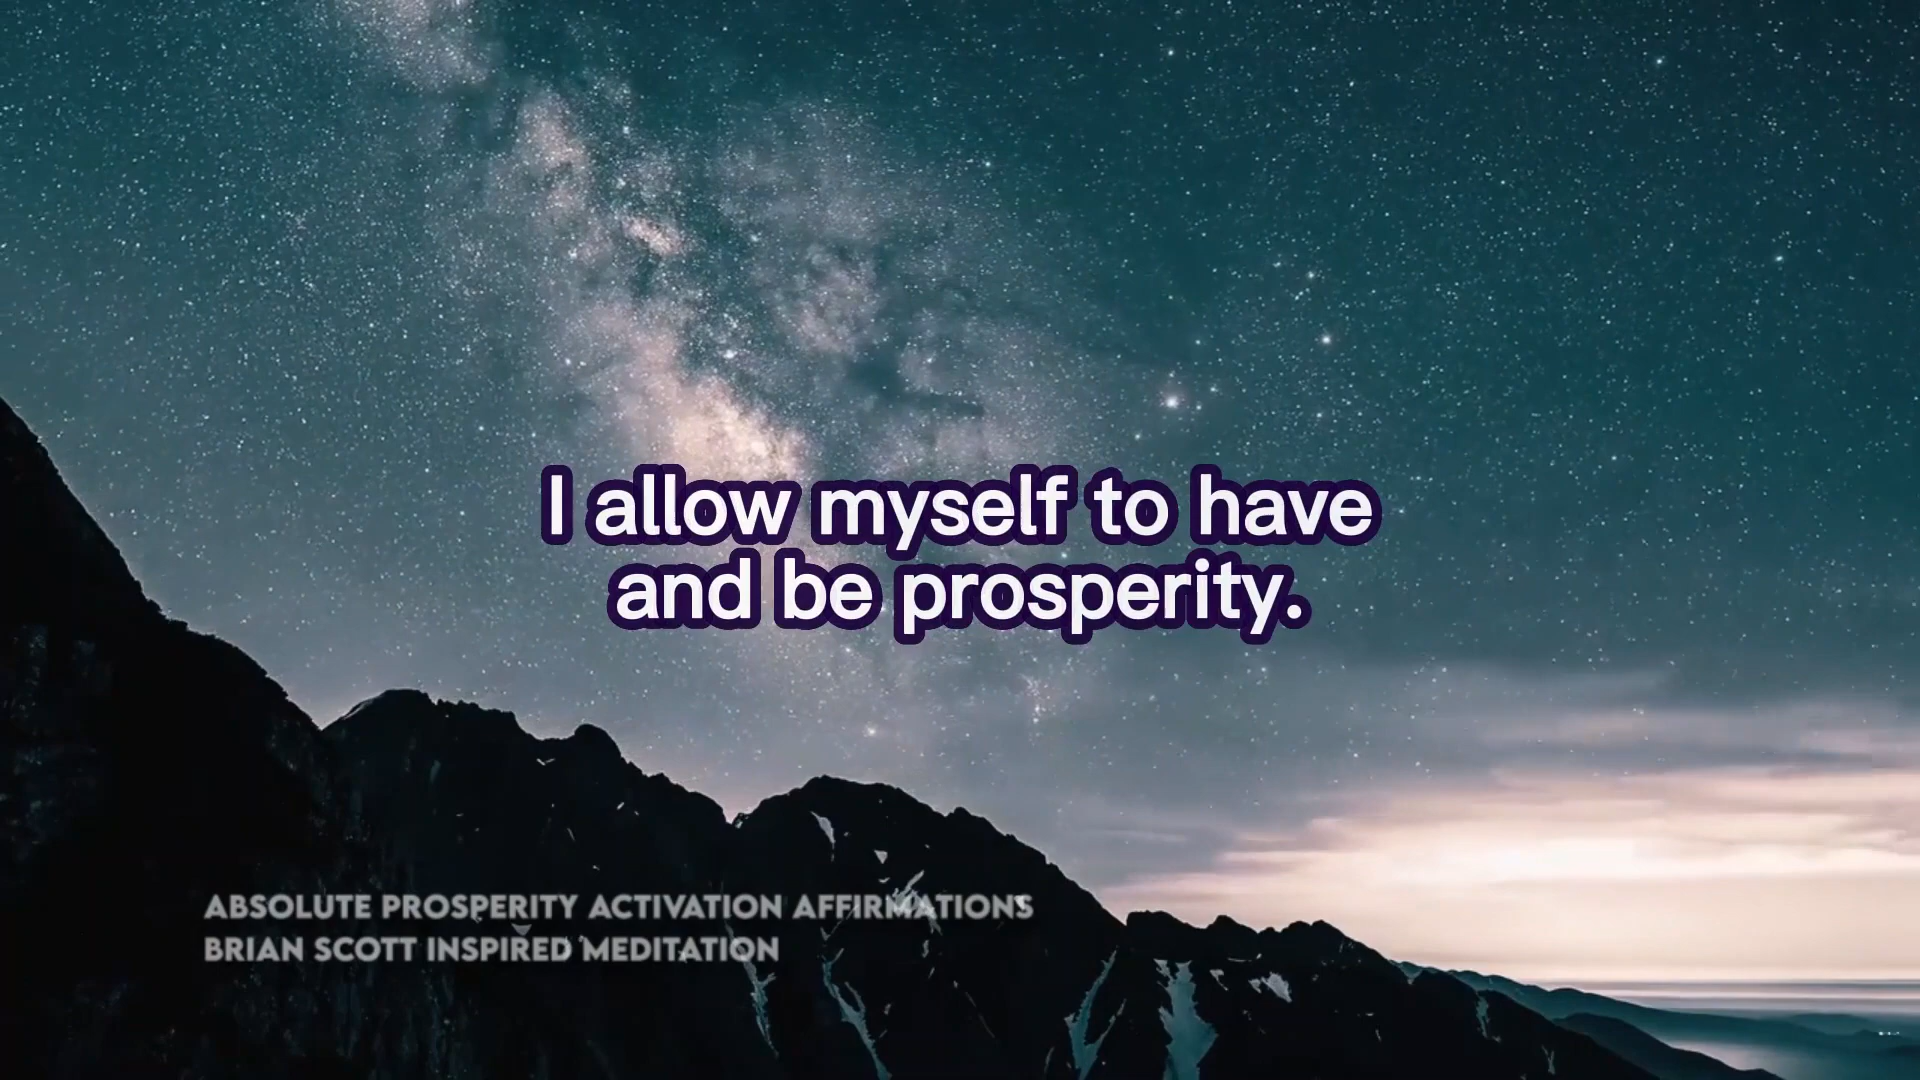 I allow myself to have
and be prosperity.
ABSOLUTE PROSPERITY ACTIVATION AFFIRMATIONS
BRIAN SCOTT INSPIRED MEDITATION